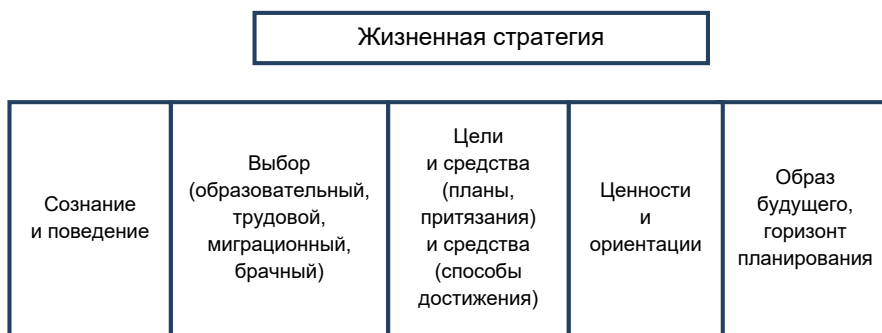 Жизненная стратегия
Сознание
и поведение
Выбор
(образовательный,
трудовой,
миграционный,
брачный)
Цели
и средства
(планы,
притязания)
и средства
(способы
достижения)
Ценности
и
ориентации
Образ
будущего,
горизонт
планирования